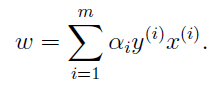 $w = \sum_{i=1}^{m} \alpha_i y^{(i)} x^{(i)}.$